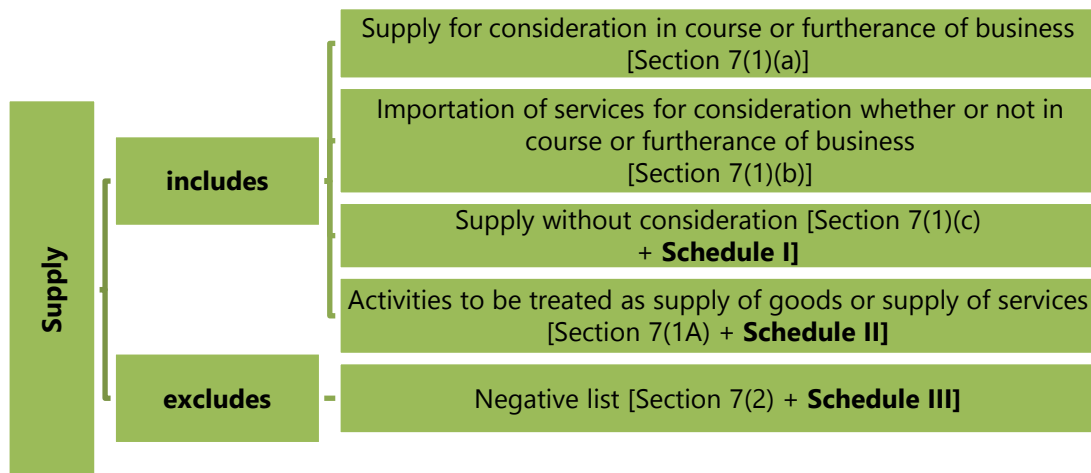 Supply
includes
Supply for consideration in course or furtherance of business
[Section 7(1)(a)]
Importation of services for consideration whether or not in
course or furtherance of business
[Section 7(1)(b)]
Supply without consideration [Section 7(1)(c)
+ Schedule I]
Activities to be treated as supply of goods or supply of services
[Section 7(1A) + Schedule II]
excludes
Negative list [Section 7(2) + Schedule III]